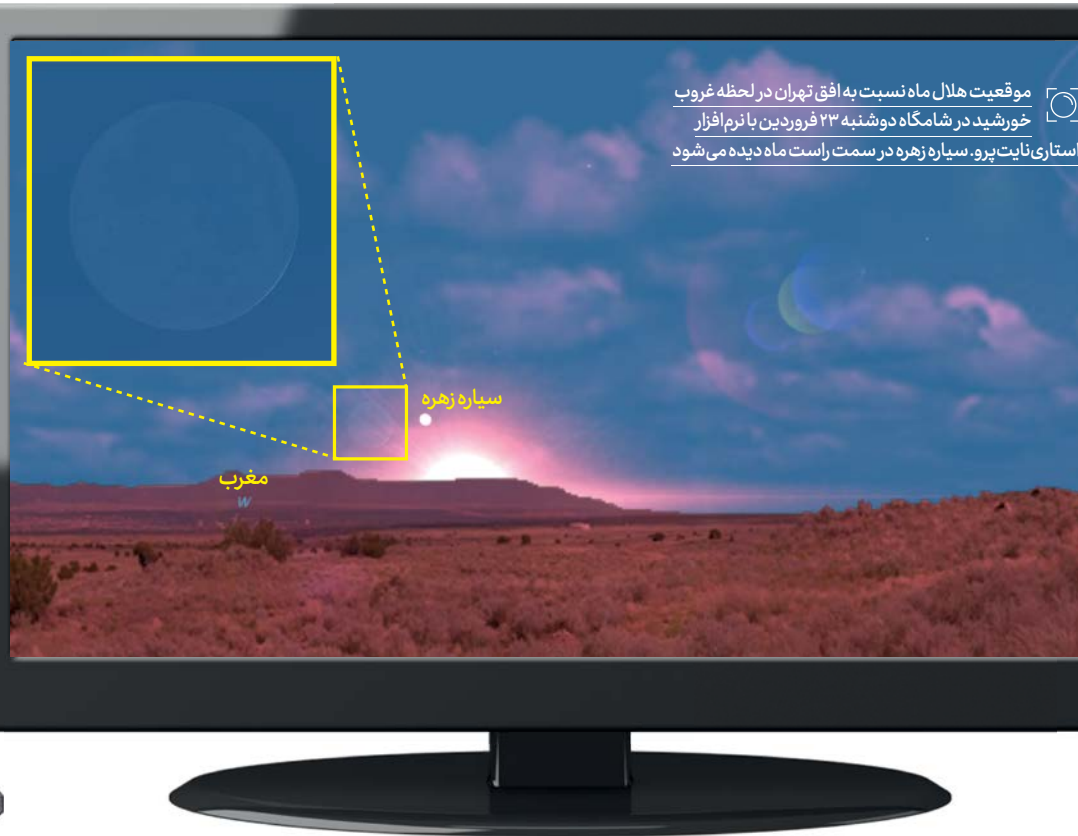 موقعیت هلال ماه نسبت به افق تهران در لحظه غروب
خورشید در شامگاه دوشنبه ۲۳ فروردین با نرم‌افزار
استاری‌نایت‌پرو. سیاره زهره در سمت راست ماه دیده می‌شود
سیاره زهره
مغرب
W